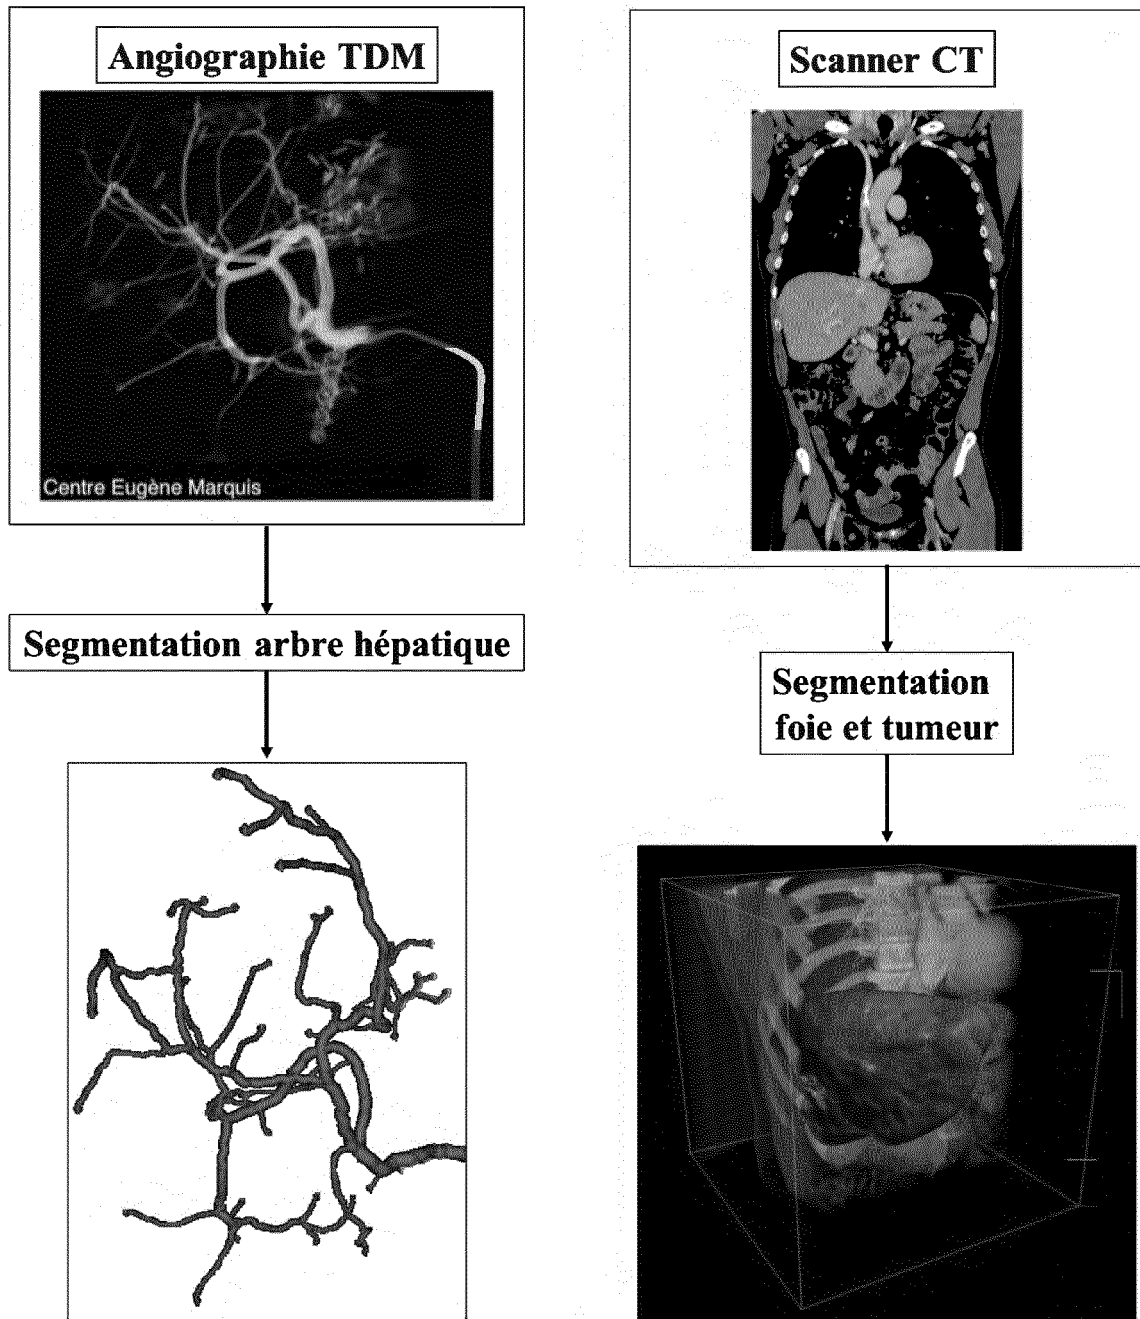 Angiographie TDM
Centre Eugène Marquis
Segmentation arbre hépatique
Scanner CT
Segmentation
foie et tumeur